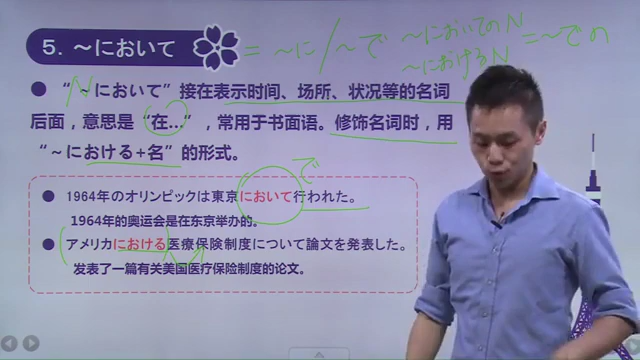 5. ～において
= ～に／～で
～においてのN
～におけるN
= ～での
N
“～において”接在表示时间、场所、状况等的名词
后面，意思是“在…”，常用于书面语。修饰名词时，用
“～における+名”的形式。
で
1964年のオリンピックは東京において行われた。
1964年的奥运会是在东京举办的。
アメリカにおける医療保険制度について論文を発表した。
发表了一篇有关美国医疗保险制度的论文。